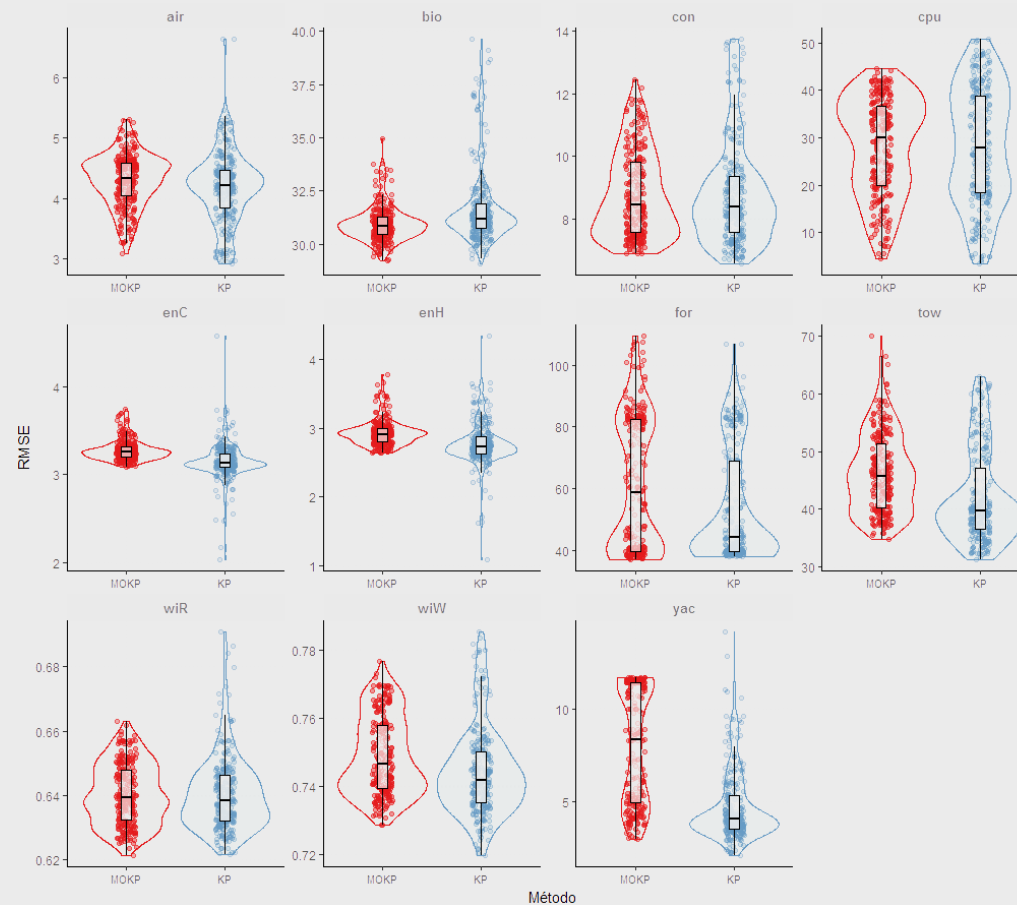 air bio con cpu
6 5 4 3
40.0 37.5 35.0 32.5 30.0
14 12 10 8
50 40 30 20 10
MOKP KP MOKP KP MOKP KP MOKP KP
enC enH for tow
4 3 2
4 3 2 1
100 80 60 40
70 60 50 40 30
MOKP KP MOKP KP MOKP KP MOKP KP
RMSE
wiR wiW yac
0.68 0.66 0.64 0.62
0.78 0.76 0.74 0.72
10 5
MOKP KP MOKP KP MOKP KP
Método